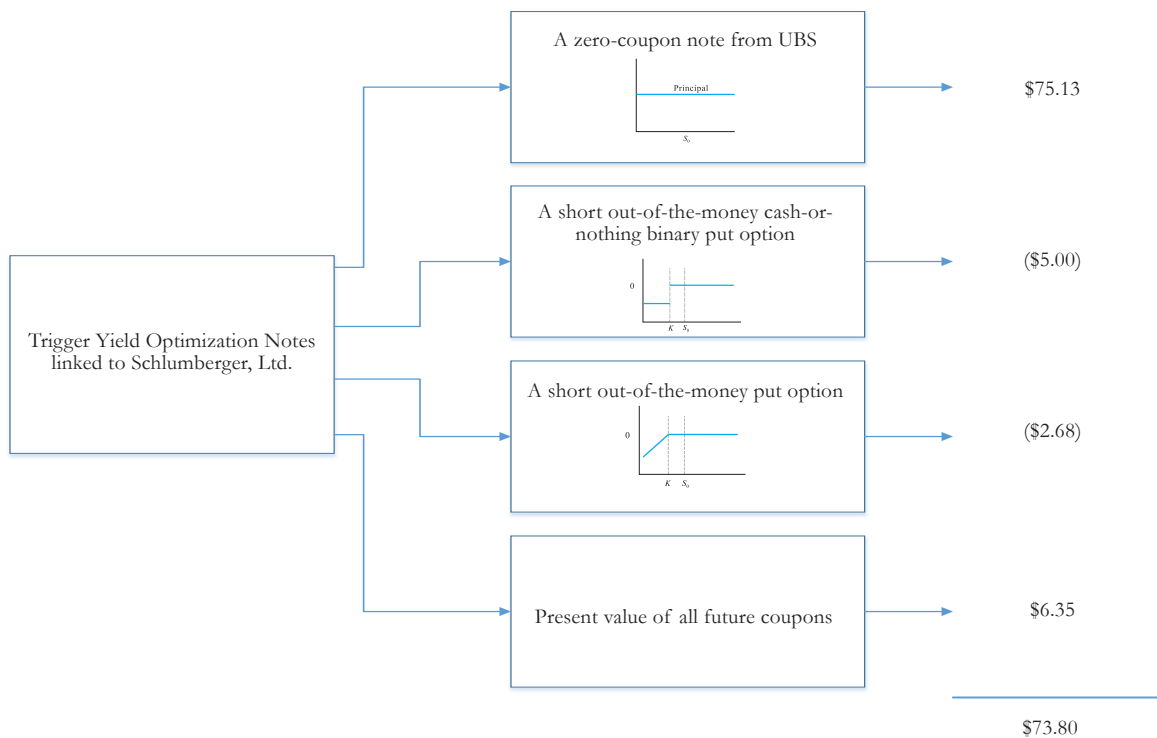 A zero-coupon note from UBS
Principal
S₀
$75.13
A short out-of-the-money cash-or-
nothing binary put option
0
K
S₀
($5.00)
Trigger Yield Optimization Notes
linked to Schlumberger, Ltd.
A short out-of-the-money put option
0
K
S₀
($2.68)
Present value of all future coupons
$6.35
$73.80